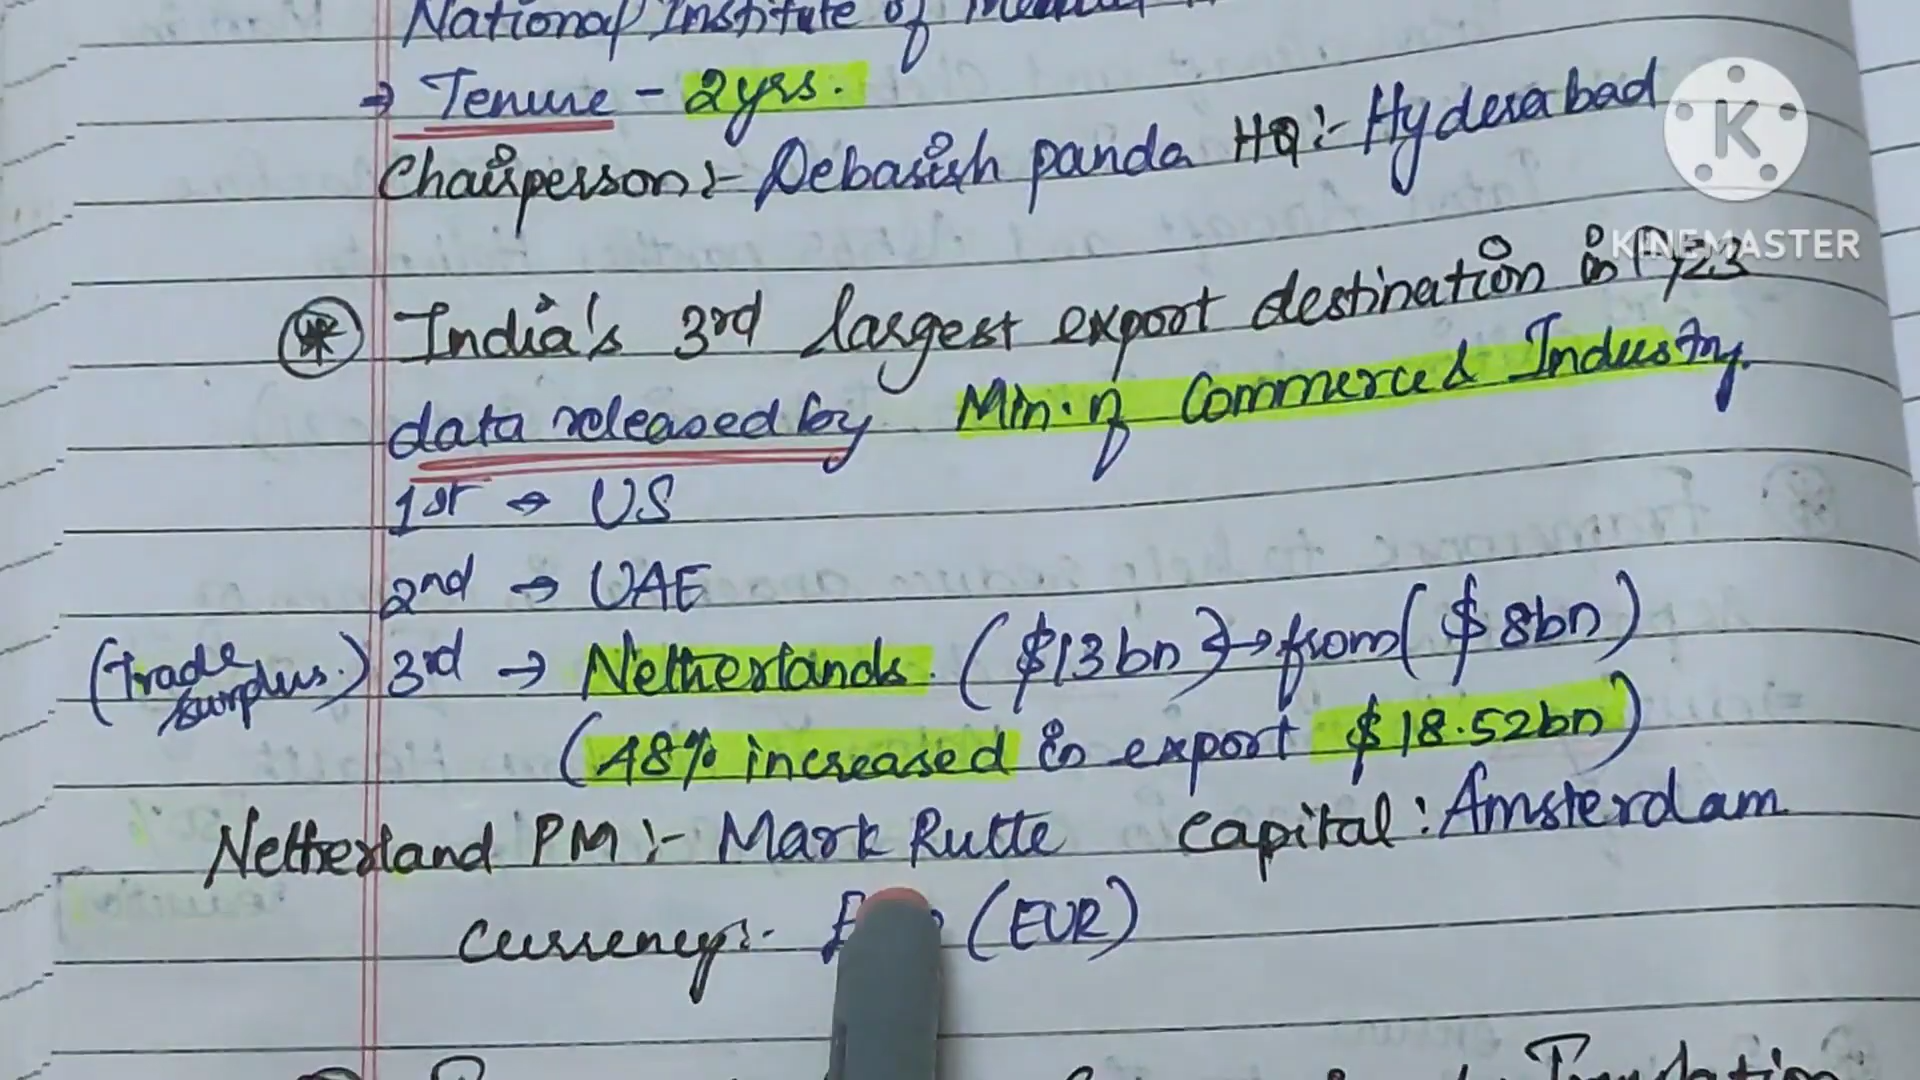 National Institute of
→ Tenure - 2yrs.
Chairperson:- Debasish panda HQ:- Hyderabad
K
KINEMASTER
India's 3rd largest export destination in Fy23
data released by Min. of Commerce & Industry.
1st → US
2nd → UAE
(Trade surplus.) 3rd → Netherlands. ($13bn) → from ($8bn)
(48% increased in export $18.52bn)
Netherland PM:- Mark Rutte Capital: Amsterdam
Currency:- (EUR)